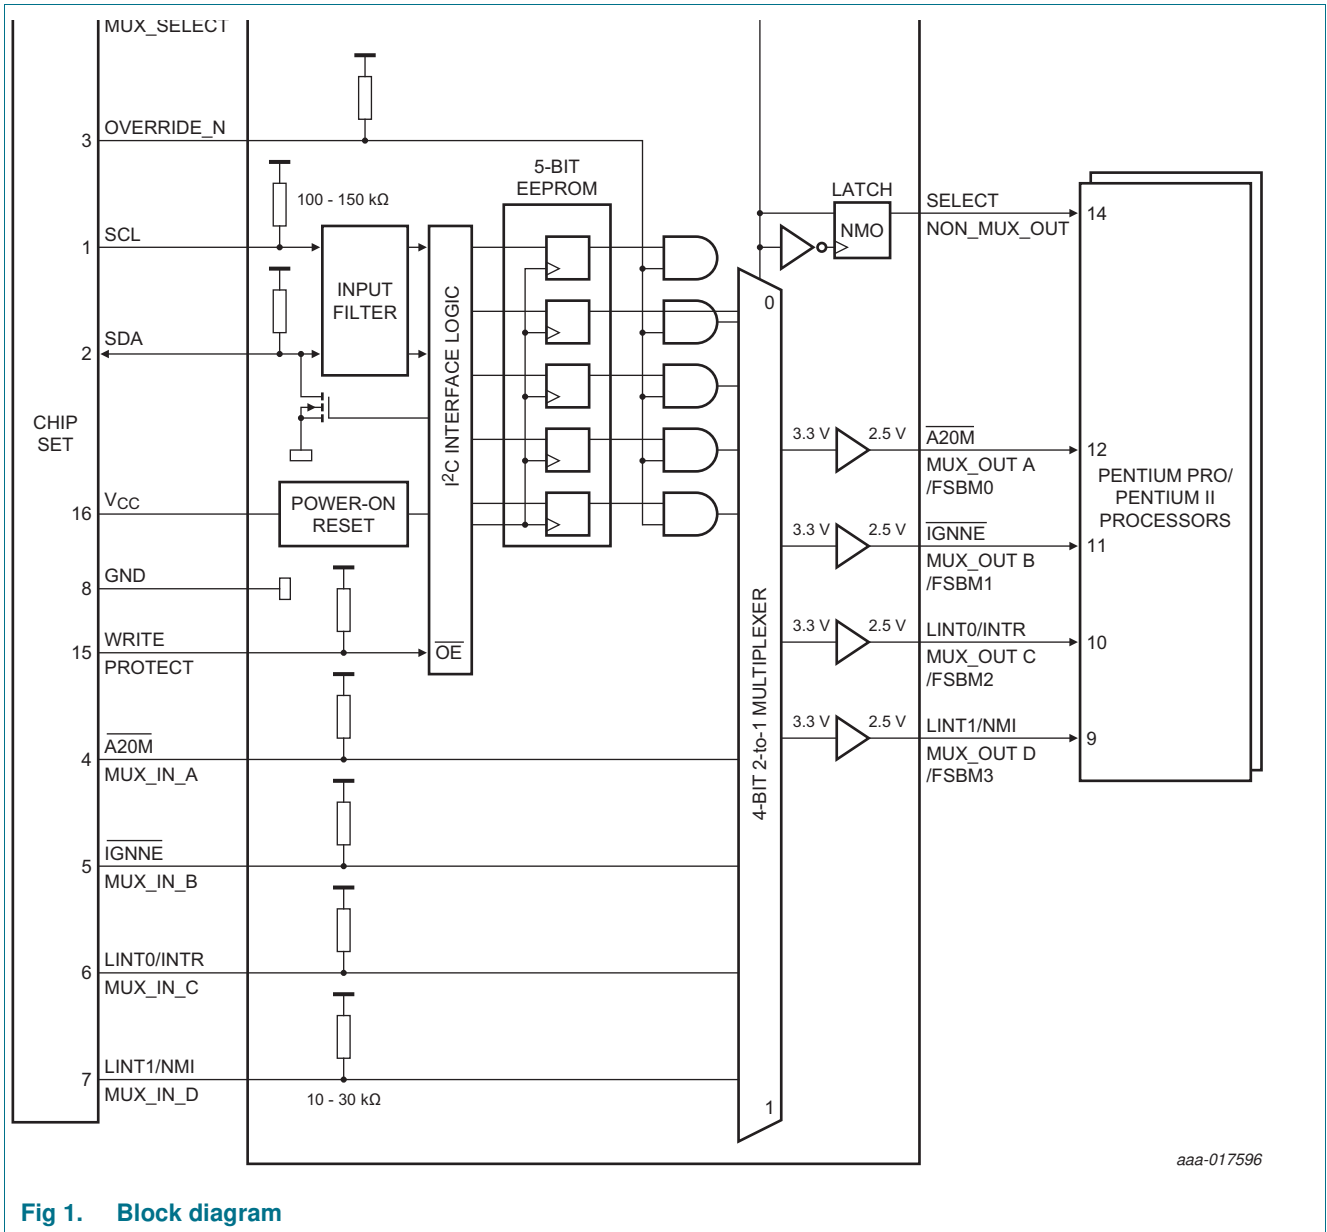 MUX_SELECT
3
OVERRIDE_N
100 - 150 kΩ
5-BIT
EEPROM
LATCH
NMO
SELECT
NON_MUX_OUT
14
1
SCL
INPUT
FILTER
I2C INTERFACE LOGIC
0
2
SDA
CHIP
SET
3.3 V
2.5 V
A20M
MUX_OUT A
/FSBM0
12
PENTIUM PRO/
PENTIUM II
PROCESSORS
16
VCC
POWER-ON
RESET
3.3 V
2.5 V
IGNNE
MUX_OUT B
/FSBM1
11
8
GND
15
WRITE
PROTECT
OE
4-BIT 2-to-1 MULTIPLEXER
3.3 V
2.5 V
LINT0/INTR
MUX_OUT C
/FSBM2
10
3.3 V
2.5 V
LINT1/NMI
MUX_OUT D
/FSBM3
9
4
A20M
MUX_IN_A
5
IGNNE
MUX_IN_B
6
LINT0/INTR
MUX_IN_C
7
LINT1/NMI
MUX_IN_D
10 - 30 kΩ
1
aaa-017596
Fig 1. Block diagram